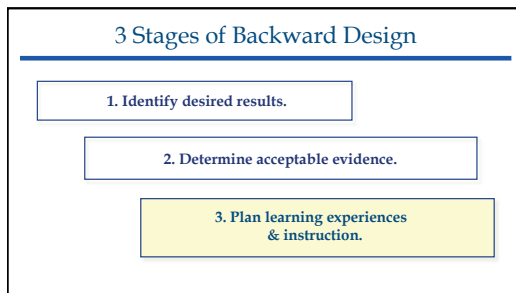 3 Stages of Backward Design
1. Identify desired results.
2. Determine acceptable evidence.
3. Plan learning experiences
& instruction.